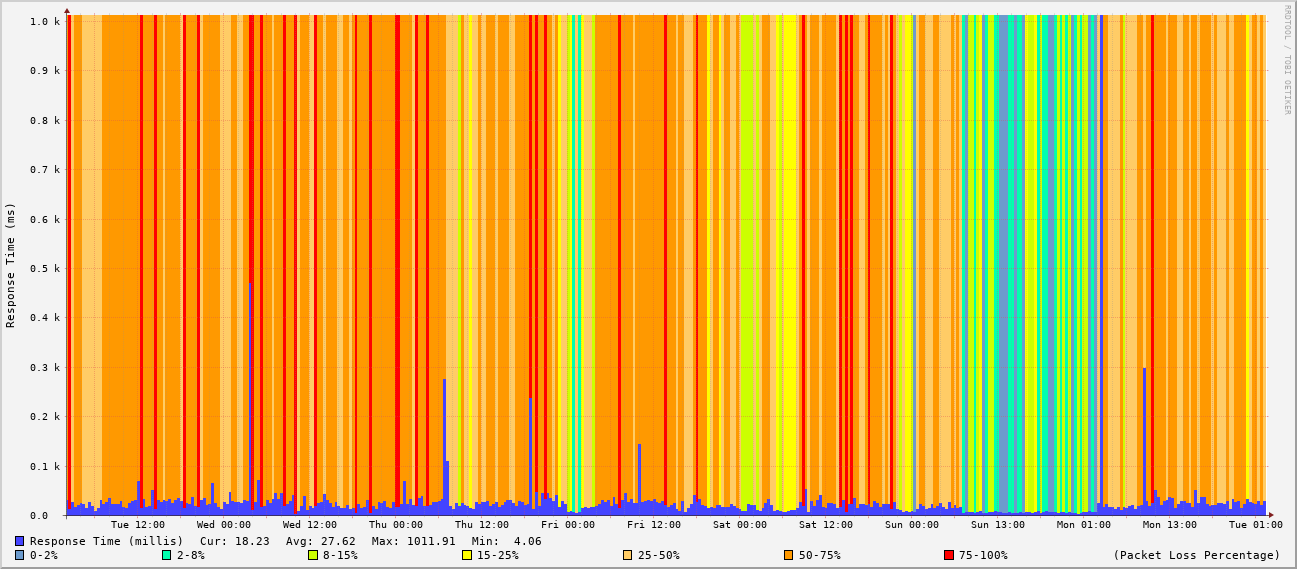 RRDTOOL / TOBI OETIKER
Response Time (ms)
1.0 k
0.9 k
0.8 k
0.7 k
0.6 k
0.5 k
0.4 k
0.3 k
0.2 k
0.1 k
0.0
Tue 12:00 Wed 00:00 Wed 12:00 Thu 00:00 Thu 12:00 Fri 00:00 Fri 12:00 Sat 00:00 Sat 12:00 Sun 00:00 Sun 13:00 Mon 01:00 Mon 13:00 Tue 01:00
Response Time (millis) Cur: 18.23 Avg: 27.62 Max: 1011.91 Min: 4.06
0-2% 2-8% 8-15% 15-25% 25-50% 50-75% 75-100% (Packet Loss Percentage)